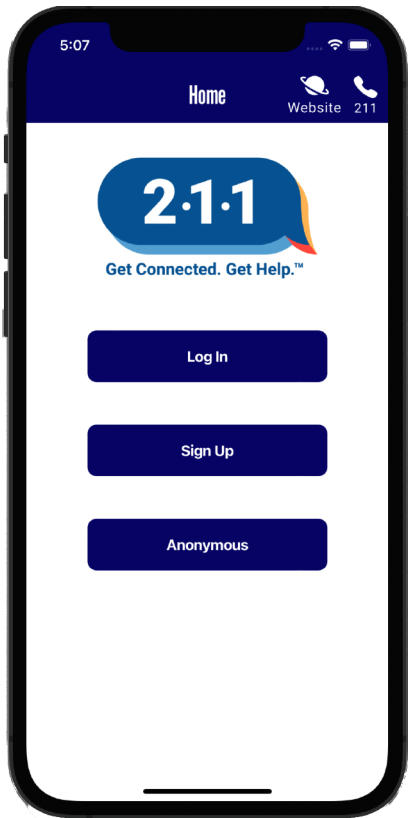 5:07
Home
Website 211
2·1·1
Get Connected. Get Help.™
Log In
Sign Up
Anonymous